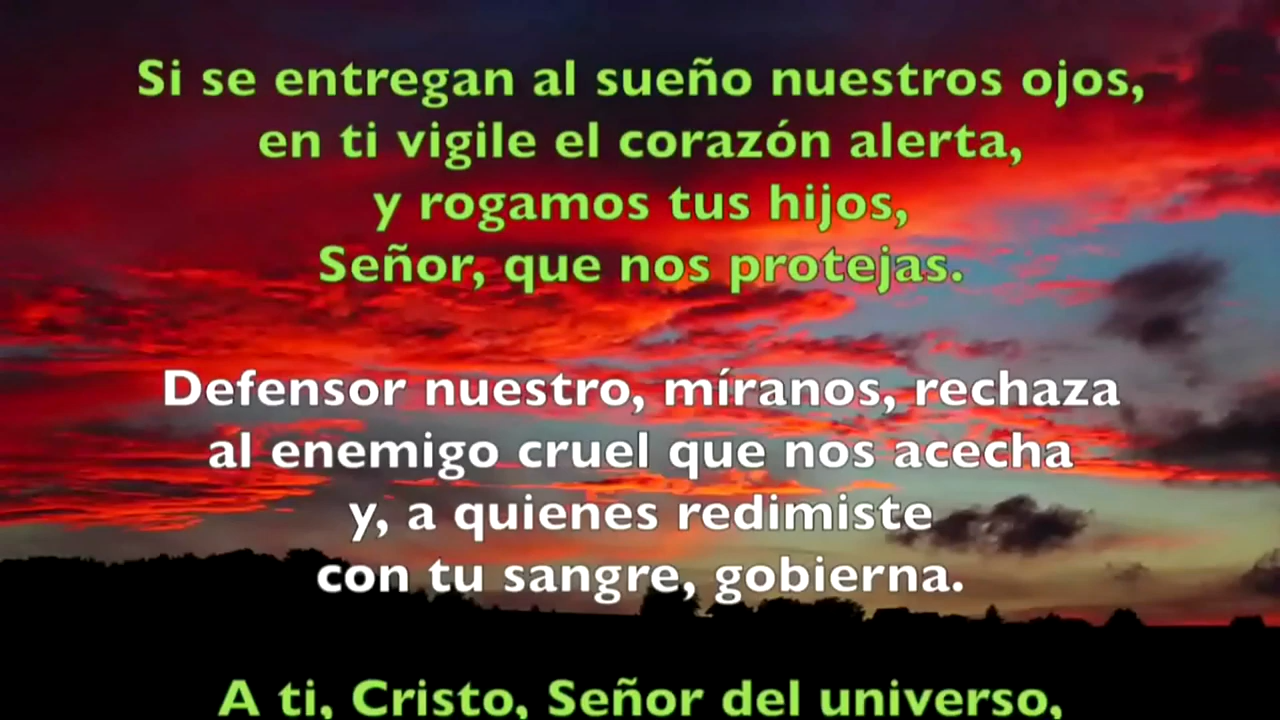 Si se entregan al sueño nuestros ojos,
en ti vigile el corazón alerta,
y rogamos tus hijos,
Señor, que nos protejas.
Defensor nuestro, míranos, rechaza
al enemigo cruel que nos acecha
y, a quienes redimiste
con tu sangre, gobierna.
A ti, Cristo, Señor del universo,